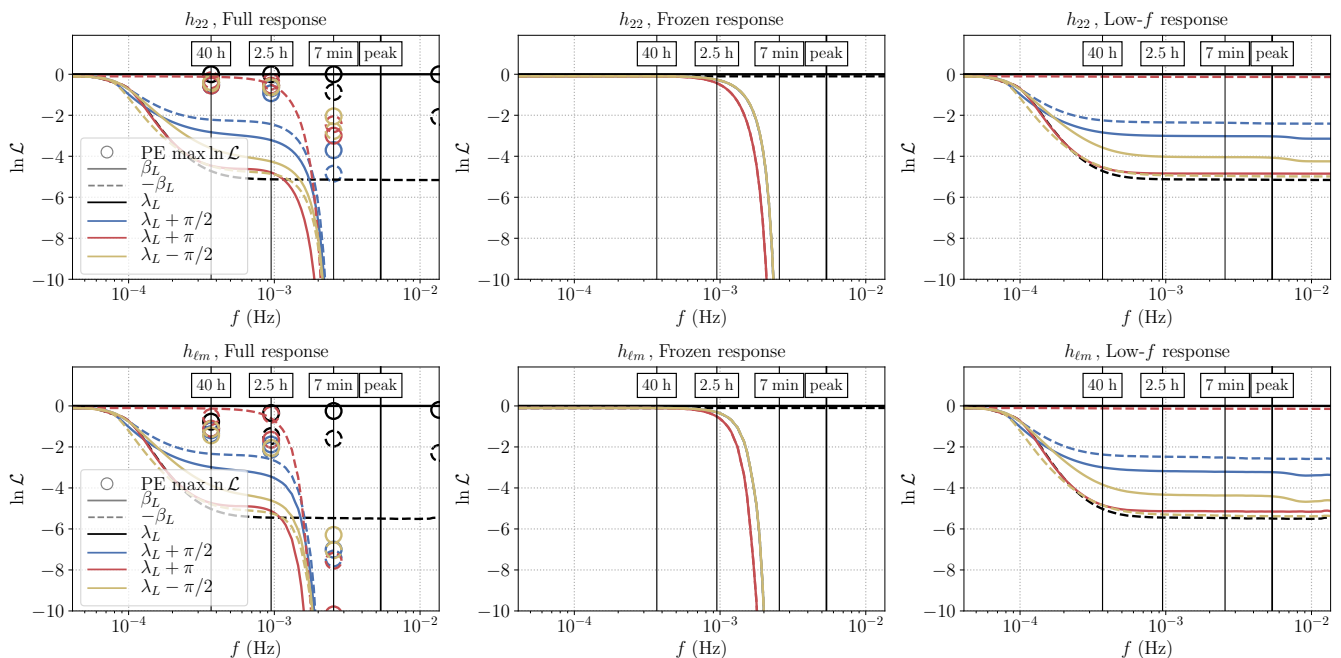 h₂₂, Full response
40 h
2.5 h
7 min
peak
ln ℒ
0
−2
−4
−6
−8
−10
PE max ln ℒ
β_L
−β_L
λ_L
λ_L + π/2
λ_L + π
λ_L − π/2
10⁻⁴
10⁻³
10⁻²
f (Hz)
h₂₂, Frozen response
40 h
2.5 h
7 min
peak
ln ℒ
0
−2
−4
−6
−8
−10
10⁻⁴
10⁻³
10⁻²
f (Hz)
h₂₂, Low-f response
40 h
2.5 h
7 min
peak
ln ℒ
0
−2
−4
−6
−8
−10
10⁻⁴
10⁻³
10⁻²
f (Hz)
h_ℓm, Full response
40 h
2.5 h
7 min
peak
ln ℒ
0
−2
−4
−6
−8
−10
PE max ln ℒ
β_L
−β_L
λ_L
λ_L + π/2
λ_L + π
λ_L − π/2
10⁻⁴
10⁻³
10⁻²
f (Hz)
h_ℓm, Frozen response
40 h
2.5 h
7 min
peak
ln ℒ
0
−2
−4
−6
−8
−10
10⁻⁴
10⁻³
10⁻²
f (Hz)
h_ℓm, Low-f response
40 h
2.5 h
7 min
peak
ln ℒ
0
−2
−4
−6
−8
−10
10⁻⁴
10⁻³
10⁻²
f (Hz)